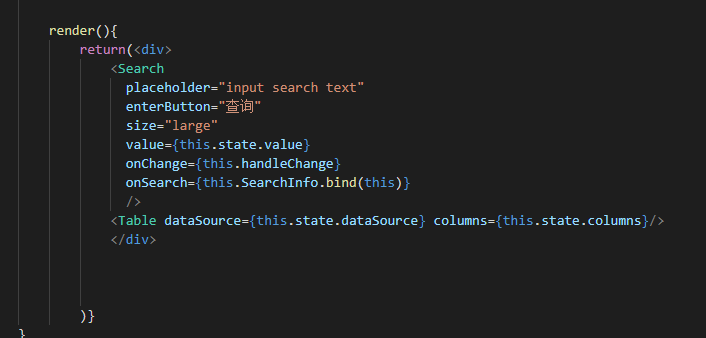 render(){
return(<div>
<Search
placeholder="input search text"
enterButton="查询"
size="large"
value={this.state.value}
onChange={this.handleChange}
onSearch={this.SearchInfo.bind(this)}
/>
<Table dataSource={this.state.dataSource} columns={this.state.columns}/>
</div>
)}
}